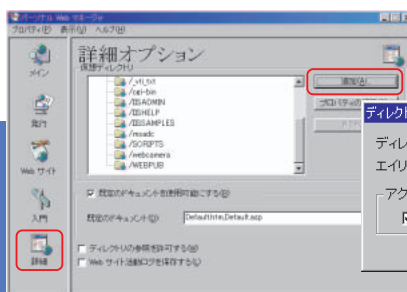 パーソナル Web マネージャ
プロパティ(P) 表示(V) ヘルプ(H)
詳細オプション
仮想ディレクトリ
/_vti_txt
/cgi-bin
/IISADMIN
/IISHELP
/IISSAMPLES
/msadc
/SCRIPTS
/webcamera
/WEBPUB
追加(A)...
メイン
発行
Web サイト
入門
詳細
既定のドキュメントを使用可能にする(B)
既定のドキュメント(D)
Default.htm,Default.asp
ディレクトリの参照を許可する(W)
Web サイト活動ログを保存する(L)
ディレクト
ディレ
エイリ
アク